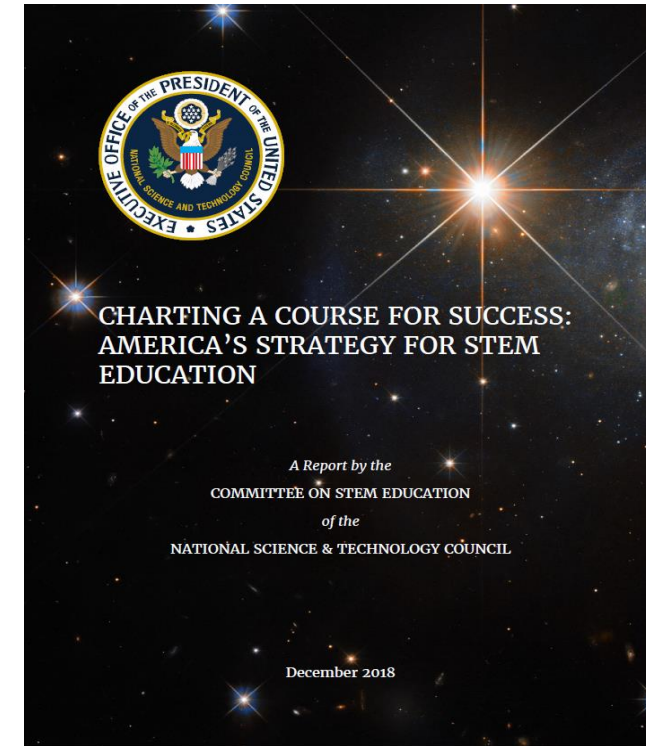 EXECUTIVE OFFICE OF THE PRESIDENT OF THE UNITED STATES
NATIONAL SCIENCE AND TECHNOLOGY COUNCIL
CHARTING A COURSE FOR SUCCESS:
AMERICA’S STRATEGY FOR STEM
EDUCATION
A Report by the
COMMITTEE ON STEM EDUCATION
of the
NATIONAL SCIENCE & TECHNOLOGY COUNCIL
December 2018